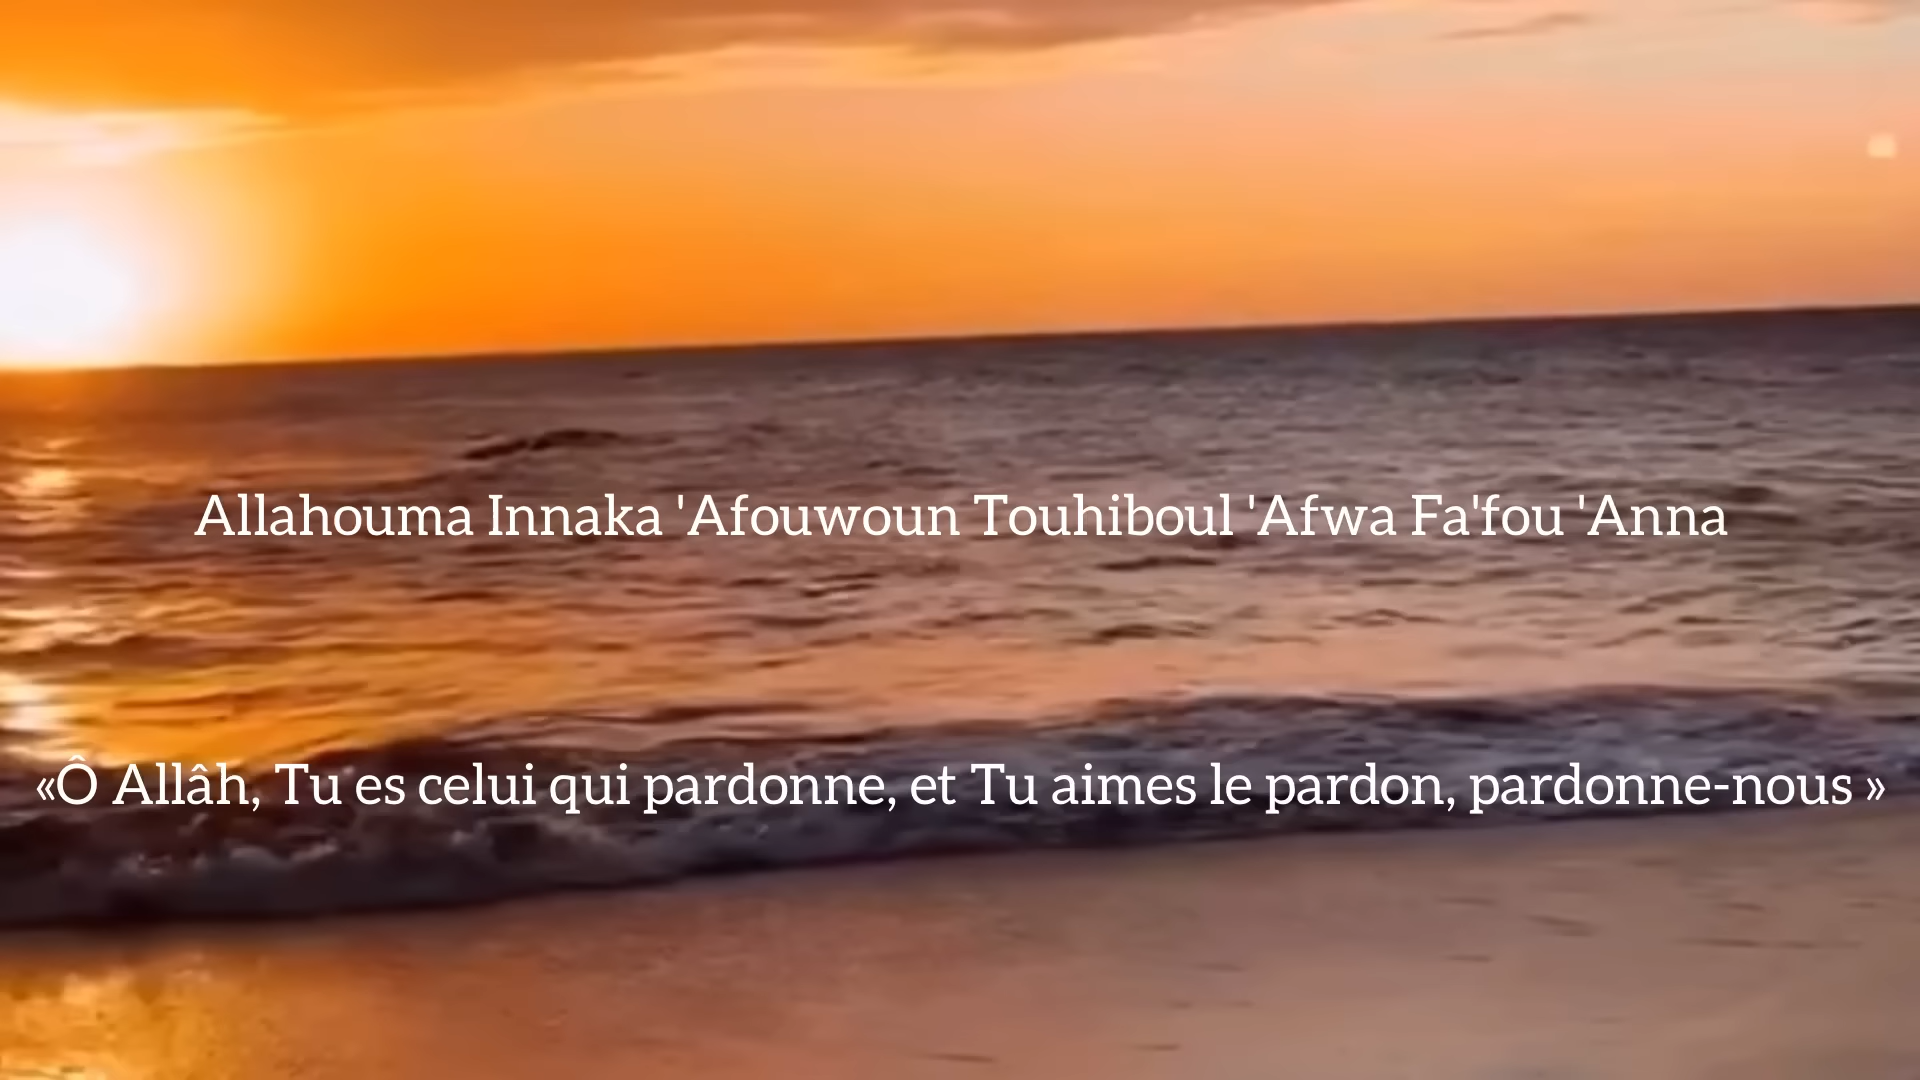 Allahouma Innaka 'Afouwoun Touhiboul 'Afwa Fa'fou 'Anna
«Ô Allâh, Tu es celui qui pardonne, et Tu aimes le pardon, pardonne-nous »